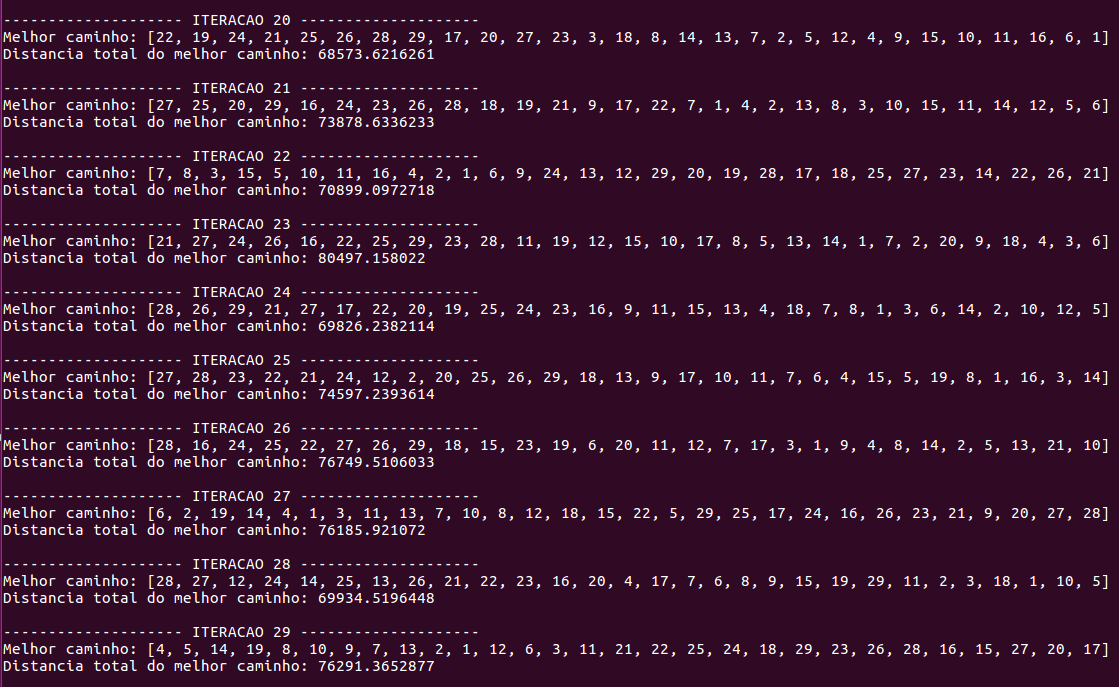 -------------------- ITERACAO 20 --------------------
Melhor caminho: [22, 19, 24, 21, 25, 26, 28, 29, 17, 20, 27, 23, 3, 18, 8, 14, 13, 7, 2, 5, 12, 4, 9, 15, 10, 11, 16, 6, 1]
Distancia total do melhor caminho: 68573.6216261
-------------------- ITERACAO 21 --------------------
Melhor caminho: [27, 25, 20, 29, 16, 24, 23, 26, 28, 18, 19, 21, 9, 17, 22, 7, 1, 4, 2, 13, 8, 3, 10, 15, 11, 14, 12, 5, 6]
Distancia total do melhor caminho: 73878.6336233
-------------------- ITERACAO 22 --------------------
Melhor caminho: [7, 8, 3, 15, 5, 10, 11, 16, 4, 2, 1, 6, 9, 24, 13, 12, 29, 20, 19, 28, 17, 18, 25, 27, 23, 14, 22, 26, 21]
Distancia total do melhor caminho: 70899.0972718
-------------------- ITERACAO 23 --------------------
Melhor caminho: [21, 27, 24, 26, 16, 22, 25, 29, 23, 28, 11, 19, 12, 15, 10, 17, 8, 5, 13, 14, 1, 7, 2, 20, 9, 18, 4, 3, 6]
Distancia total do melhor caminho: 80497.158022
-------------------- ITERACAO 24 --------------------
Melhor caminho: [28, 26, 29, 21, 27, 17, 22, 20, 19, 25, 24, 23, 16, 9, 11, 15, 13, 4, 18, 7, 8, 1, 3, 6, 14, 2, 10, 12, 5]
Distancia total do melhor caminho: 69826.2382114
-------------------- ITERACAO 25 --------------------
Melhor caminho: [27, 28, 23, 22, 21, 24, 12, 2, 20, 25, 26, 29, 18, 13, 9, 17, 10, 11, 7, 6, 4, 15, 5, 19, 8, 1, 16, 3, 14]
Distancia total do melhor caminho: 74597.2393614
-------------------- ITERACAO 26 --------------------
Melhor caminho: [28, 16, 24, 25, 22, 27, 26, 29, 18, 15, 23, 19, 6, 20, 11, 12, 7, 17, 3, 1, 9, 4, 8, 14, 2, 5, 13, 21, 10]
Distancia total do melhor caminho: 76749.5106033
-------------------- ITERACAO 27 --------------------
Melhor caminho: [6, 2, 19, 14, 4, 1, 3, 11, 13, 7, 10, 8, 12, 18, 15, 22, 5, 29, 25, 17, 24, 16, 26, 23, 21, 9, 20, 27, 28]
Distancia total do melhor caminho: 76185.921072
-------------------- ITERACAO 28 --------------------
Melhor caminho: [28, 27, 12, 24, 14, 25, 13, 26, 21, 22, 23, 16, 20, 4, 17, 7, 6, 8, 9, 15, 19, 29, 11, 2, 3, 18, 1, 10, 5]
Distancia total do melhor caminho: 69934.5196448
-------------------- ITERACAO 29 --------------------
Melhor caminho: [4, 5, 14, 19, 8, 10, 9, 7, 13, 2, 1, 12, 6, 3, 11, 21, 22, 25, 24, 18, 29, 23, 26, 28, 16, 15, 27, 20, 17]
Distancia total do melhor caminho: 76291.3652877